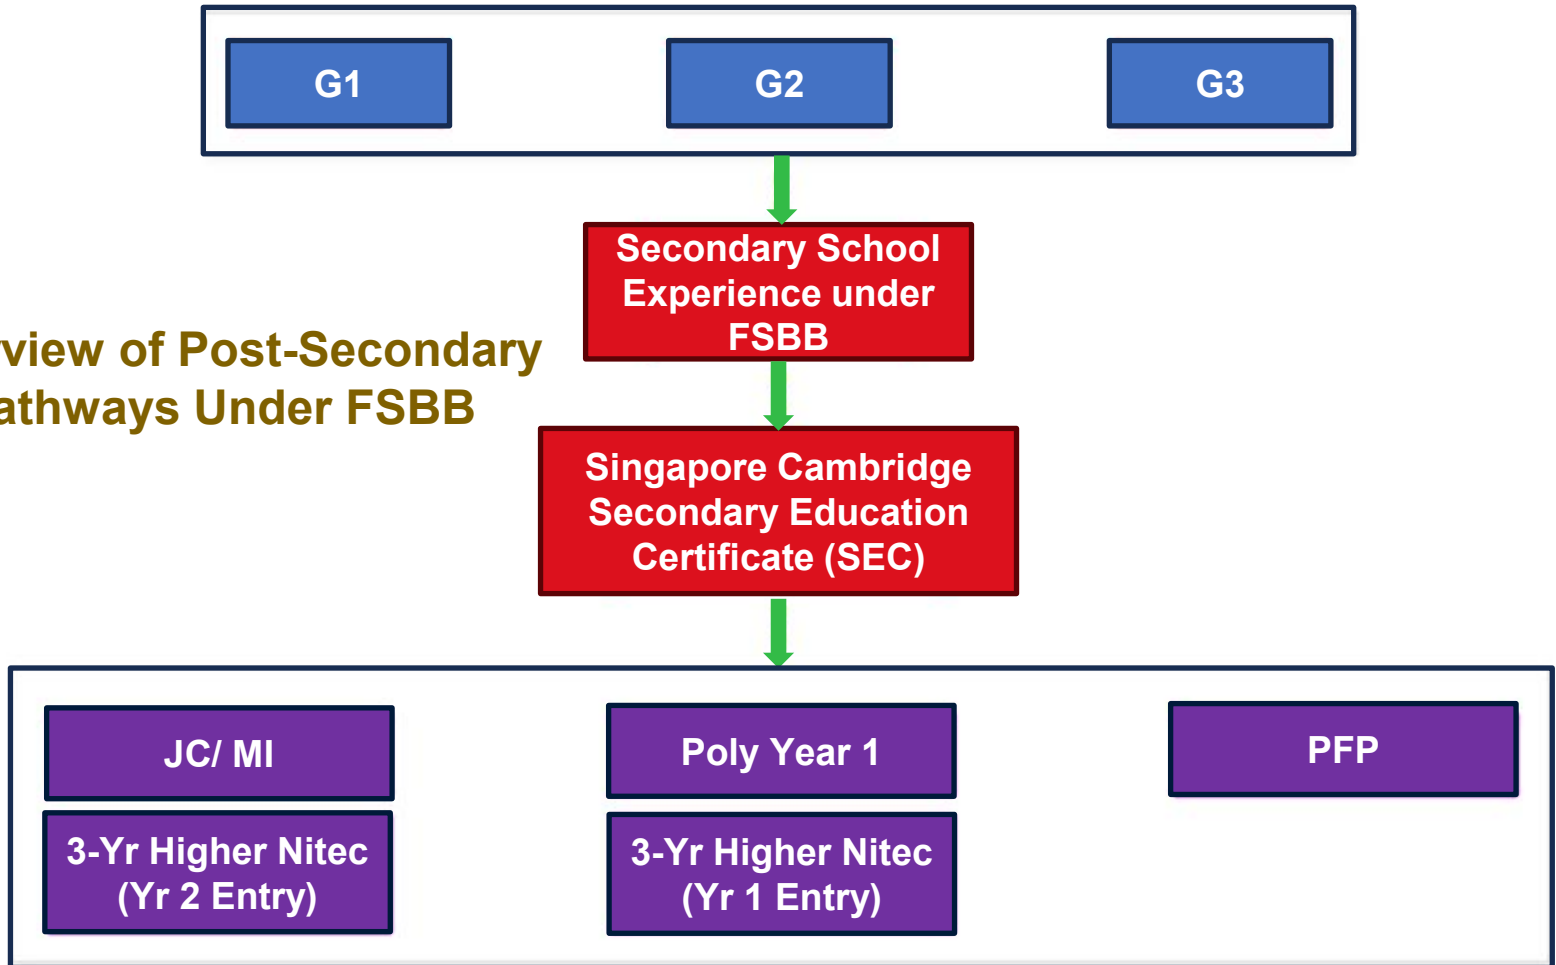 G1
G2
G3
Secondary School
Experience under
FSBB
view of Post-Secondary
athways Under FSBB
Singapore Cambridge
Secondary Education
Certificate (SEC)
JC/ MI
Poly Year 1
PFP
3-Yr Higher Nitec
(Yr 2 Entry)
3-Yr Higher Nitec
(Yr 1 Entry)